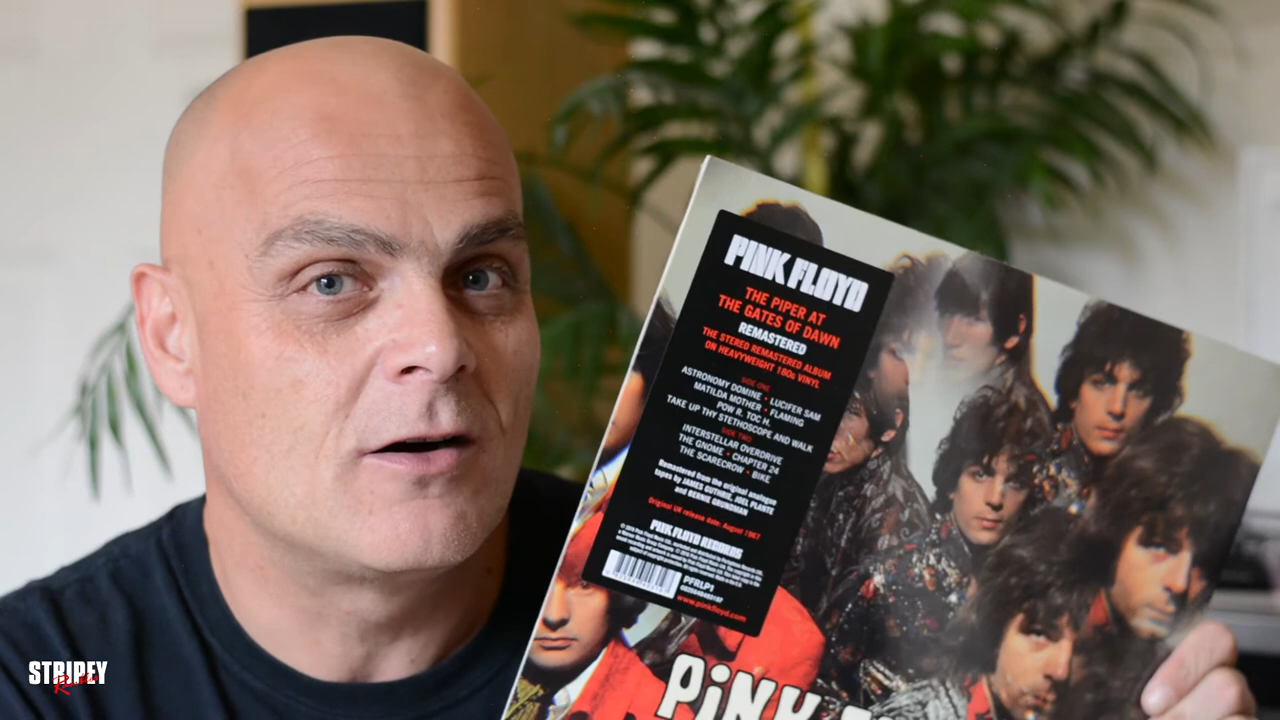 PINK FLOYD
THE PIPER AT
THE GATES OF DAWN
REMASTERED
THE STEREO REMASTERED ALBUM
ON HEAVYWEIGHT 180g VINYL
SIDE ONE
ASTRONOMY DOMINE • LUCIFER SAM
MATILDA MOTHER • FLAMING
POW R. TOC H.
TAKE UP THY STETHOSCOPE AND WALK
SIDE TWO
INTERSTELLAR OVERDRIVE
THE GNOME • CHAPTER 24
THE SCARECROW • BIKE
Remastered from the original analogue
tapes by JAMES GUTHRIE, JOEL PLANTE
and BERNIE GRUNDMAN
Original UK release date: August 1967
PINK FLOYD RECORDS
PFRLP1
www.pinkfloyd.com
PINK
STRIPEY